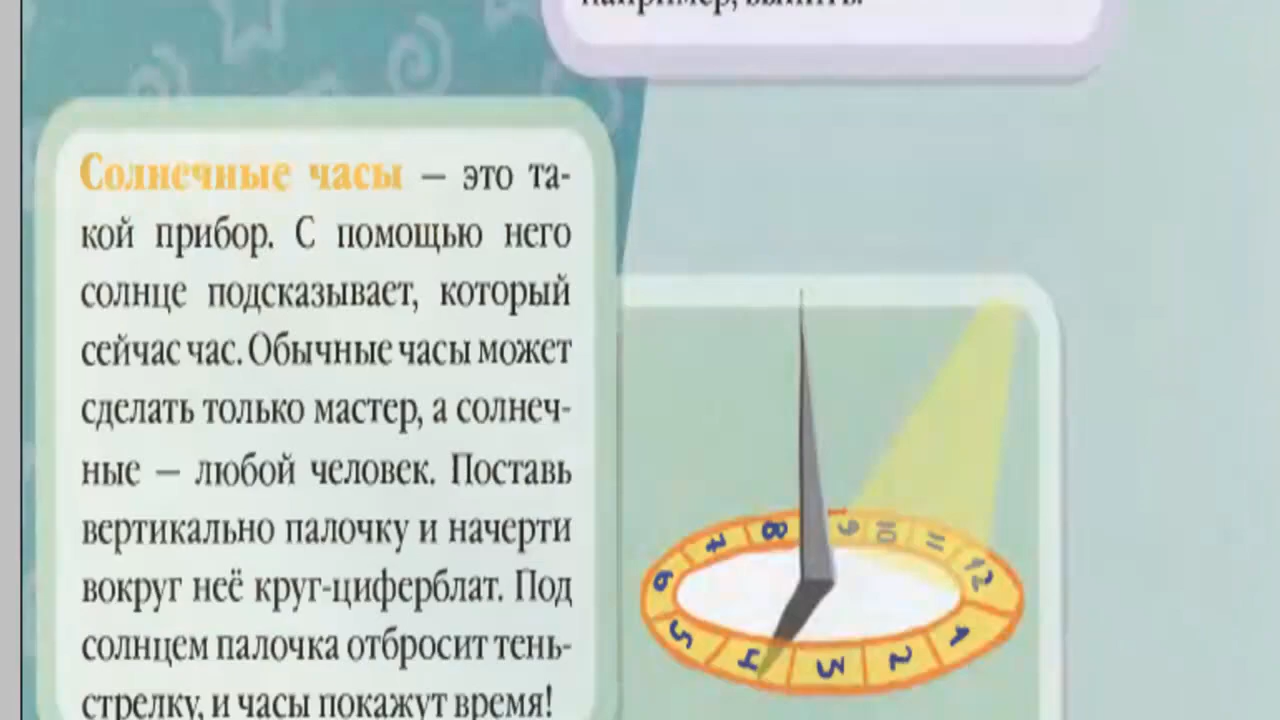 например, выпить.
Солнечные часы — это та-
кой прибор. С помощью него
солнце подсказывает, который
сейчас час. Обычные часы может
сделать только мастер, а солнеч-
ные — любой человек. Поставь
вертикально палочку и начерти
вокруг неё круг-циферблат. Под
солнцем палочка отбросит тень-
стрелку, и часы покажут время!
7 8 9 10 11 12
6 5 4 3 2 1